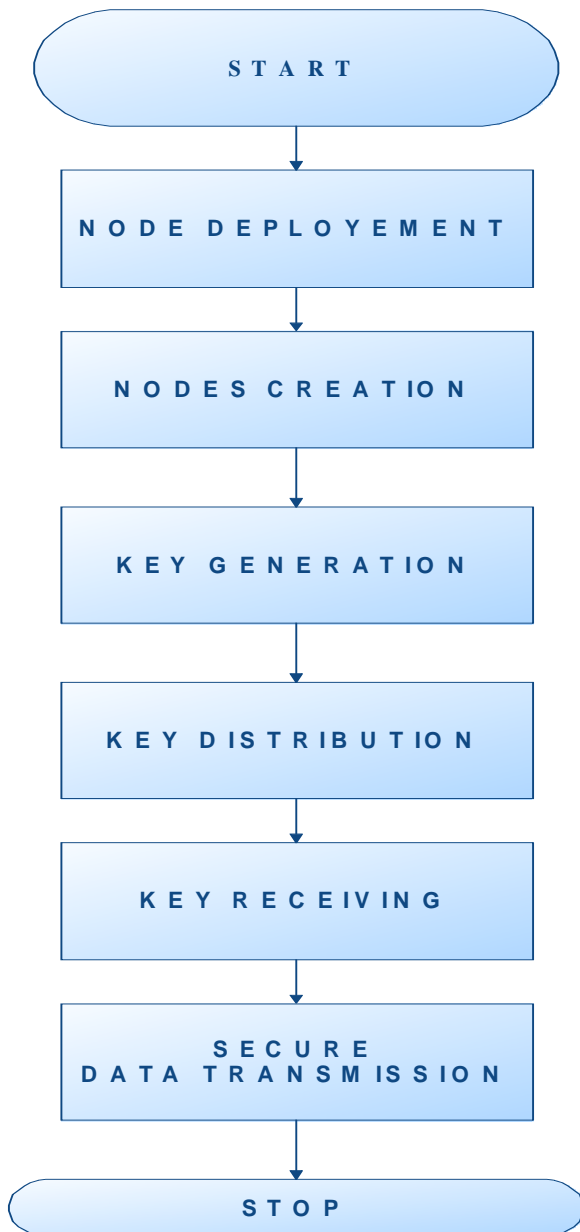 START
NODE DEPLOYEMENT
NODES CREATION
KEY GENERATION
KEY DISTRIBUTION
KEY RECEIVING
SECURE
DATA TRANSMISSION
STOP